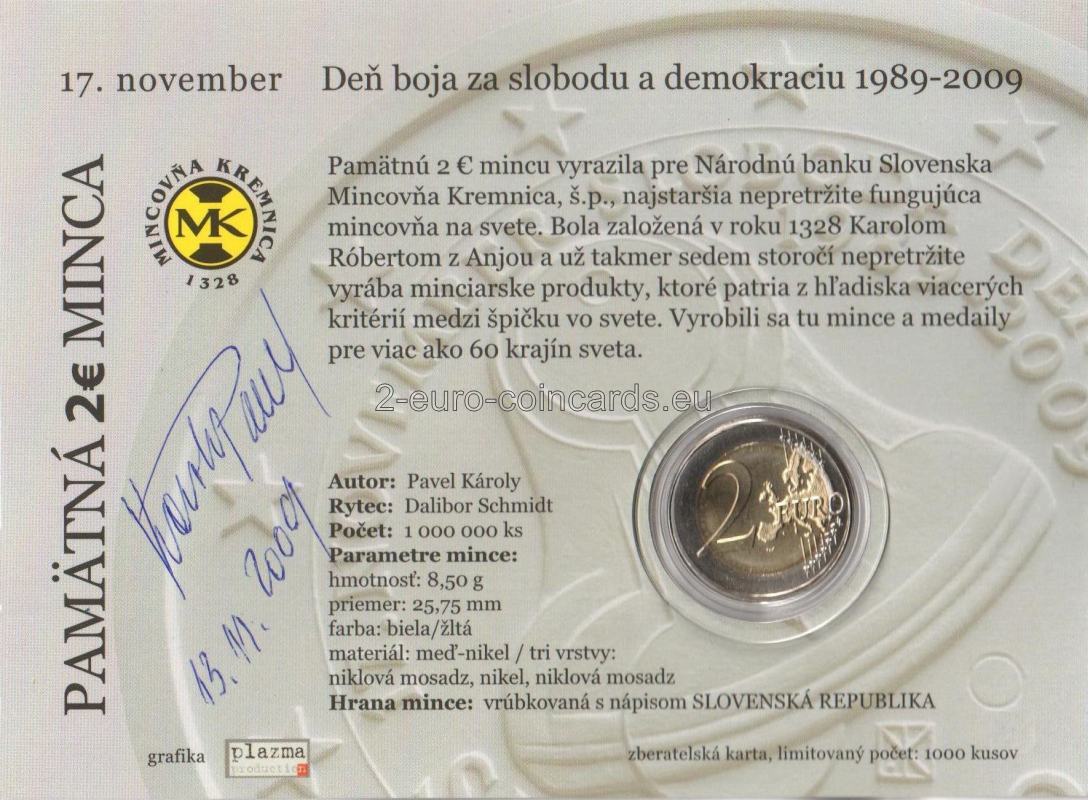 17. november Deň boja za slobodu a demokraciu 1989-2009
PAMÄTNÁ 2€ MINCA
MINCOVŇA KREMNICA
MK
1328
Pamätnú 2 € mincu vyrazila pre Národnú banku Slovenska
Mincovňa Kremnica, š.p., najstaršia nepretržite fungujúca
mincovňa na svete. Bola založená v roku 1328 Karolom
Róbertom z Anjou a už takmer sedem storočí nepretržite
vyrába minciarske produkty, ktoré patria z hľadiska viacerých
kritérií medzi špičku vo svete. Vyrobili sa tu mince a medaily
pre viac ako 60 krajín sveta.
2-euro-coincards.eu
Autor: Pavel Károly
Rytec: Dalibor Schmidt
Počet: 1 000 000 ks
Parametre mince:
hmotnosť: 8,50 g
priemer: 25,75 mm
farba: biela/žltá
materiál: meď-nikel / tri vrstvy:
niklová mosadz, nikel, niklová mosadz
Hrana mince: vrúbkovaná s nápisom SLOVENSKÁ REPUBLIKA
2 EURO
13. 11. 2009
grafika plazma
production
zberatelská karta, limitovaný počet: 1000 kusov